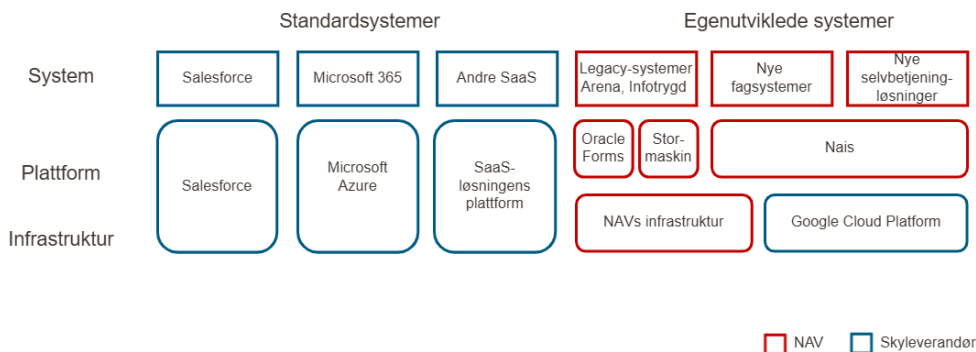 Standardsystemer
Egenutviklede systemer
System
Salesforce
Microsoft 365
Andre SaaS
Legacy-systemer
Arena, Infotrygd
Nye
fagsystemer
Nye
selvbetjening-
løsninger
Plattform
Salesforce
Microsoft
Azure
SaaS-
løsningens
plattform
Oracle
Forms
Stor-
maskin
Nais
Infrastruktur
NAVs infrastruktur
Google Cloud Platform
NAV
Skyleverandør